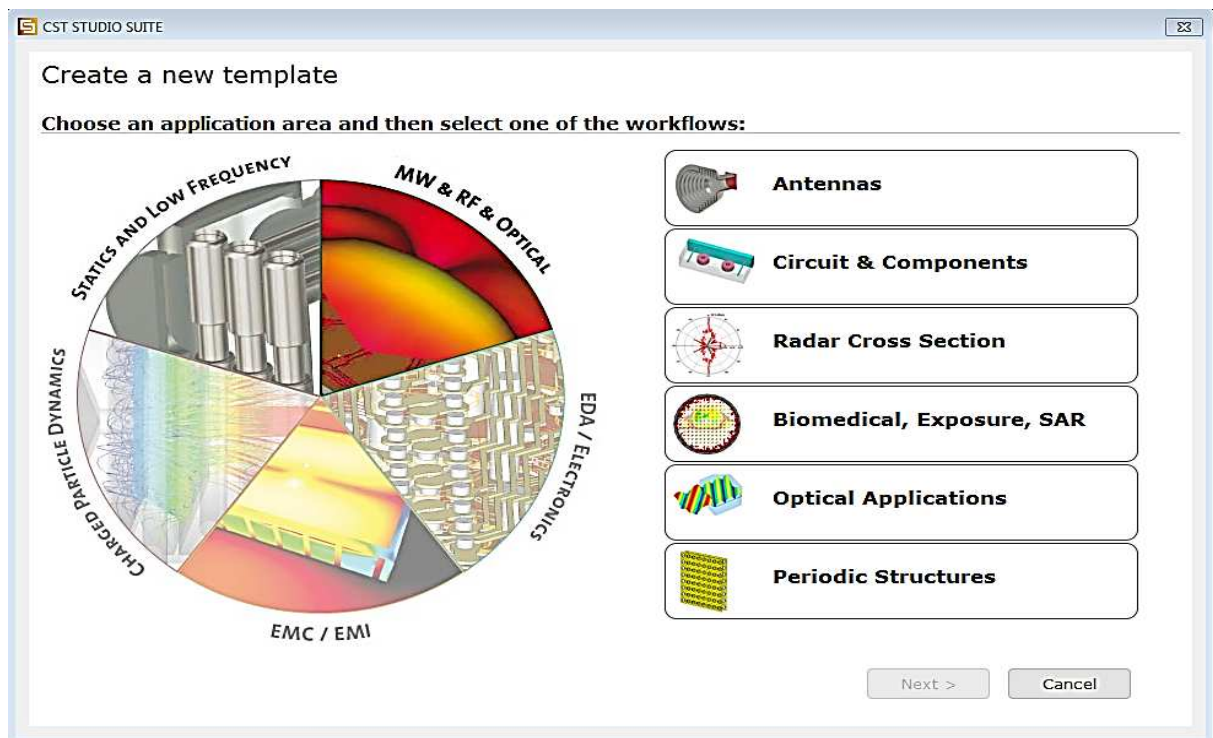 CST STUDIO SUITE
Create a new template
Choose an application area and then select one of the workflows:
STATICS AND LOW FREQUENCY
MW & RF & OPTICAL
EDA / ELECTRONICS
EMC / EMI
CHARGED PARTICLE DYNAMICS
Antennas
Circuit & Components
Radar Cross Section
Biomedical, Exposure, SAR
Optical Applications
Periodic Structures
Next >
Cancel